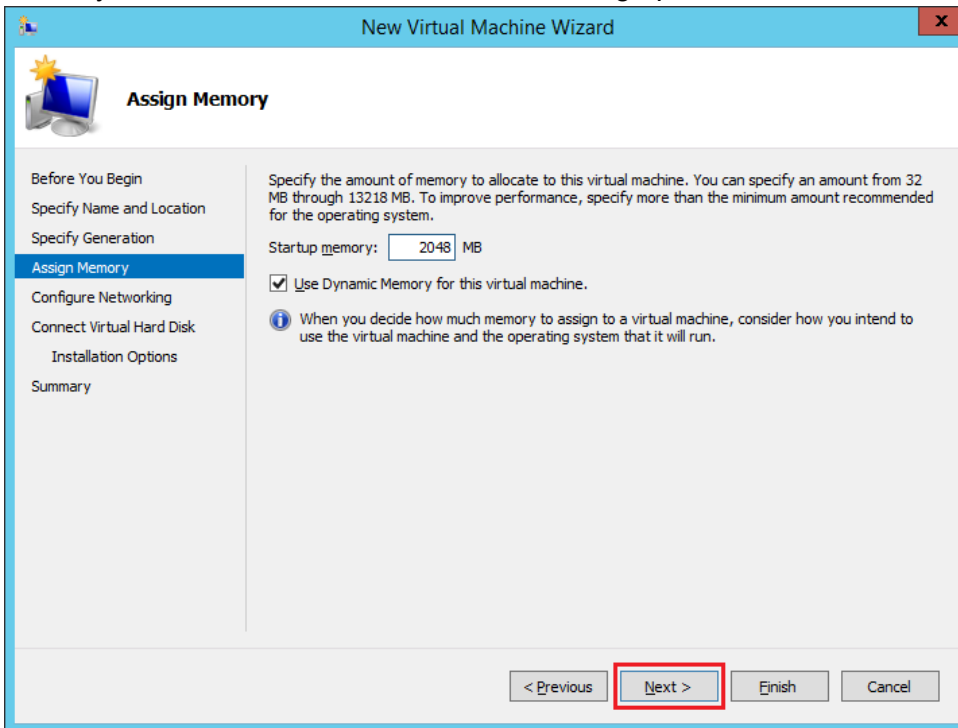 New Virtual Machine Wizard
x
Assign Memory
Before You Begin
Specify Name and Location
Specify Generation
Assign Memory
Configure Networking
Connect Virtual Hard Disk
Installation Options
Summary
Specify the amount of memory to allocate to this virtual machine. You can specify an amount from 32
MB through 13218 MB. To improve performance, specify more than the minimum amount recommended
for the operating system.
Startup memory: 2048 MB
Use Dynamic Memory for this virtual machine.
When you decide how much memory to assign to a virtual machine, consider how you intend to
use the virtual machine and the operating system that it will run.
< Previous Next > Finish Cancel